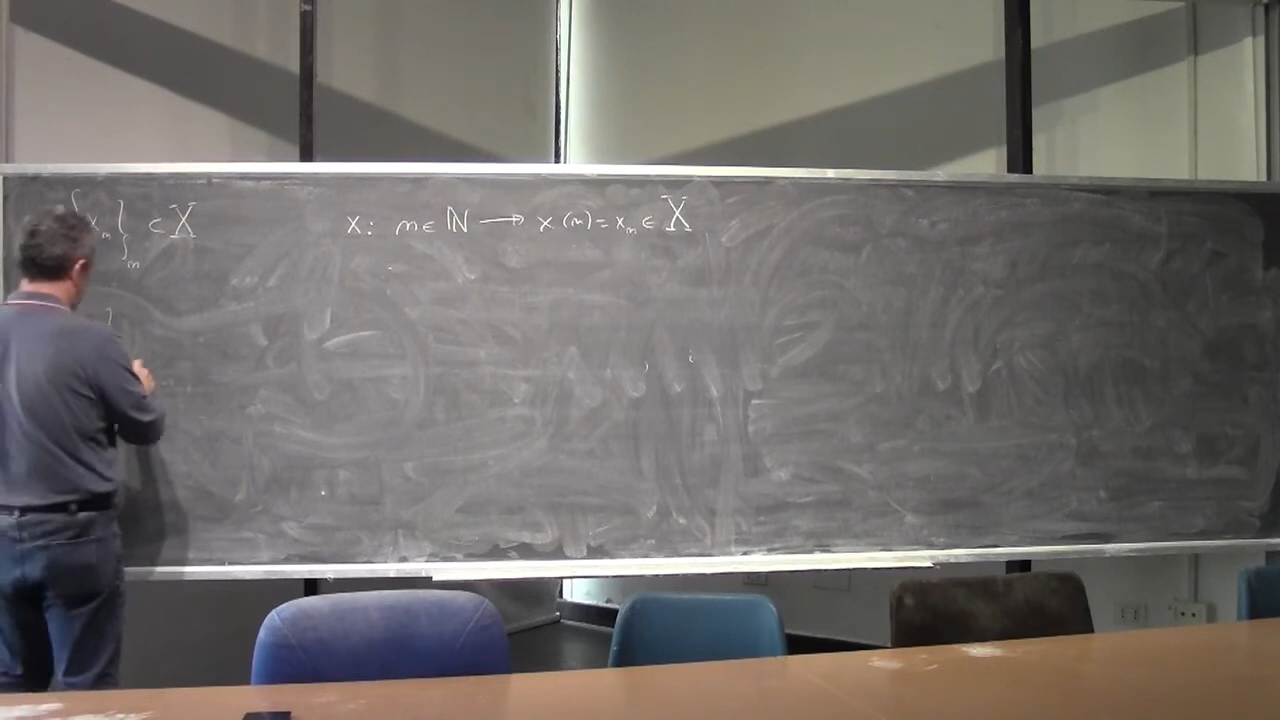 {x_m}_m ⊂ X    x: m ∈ ℕ → x(m) = x_m ∈ X